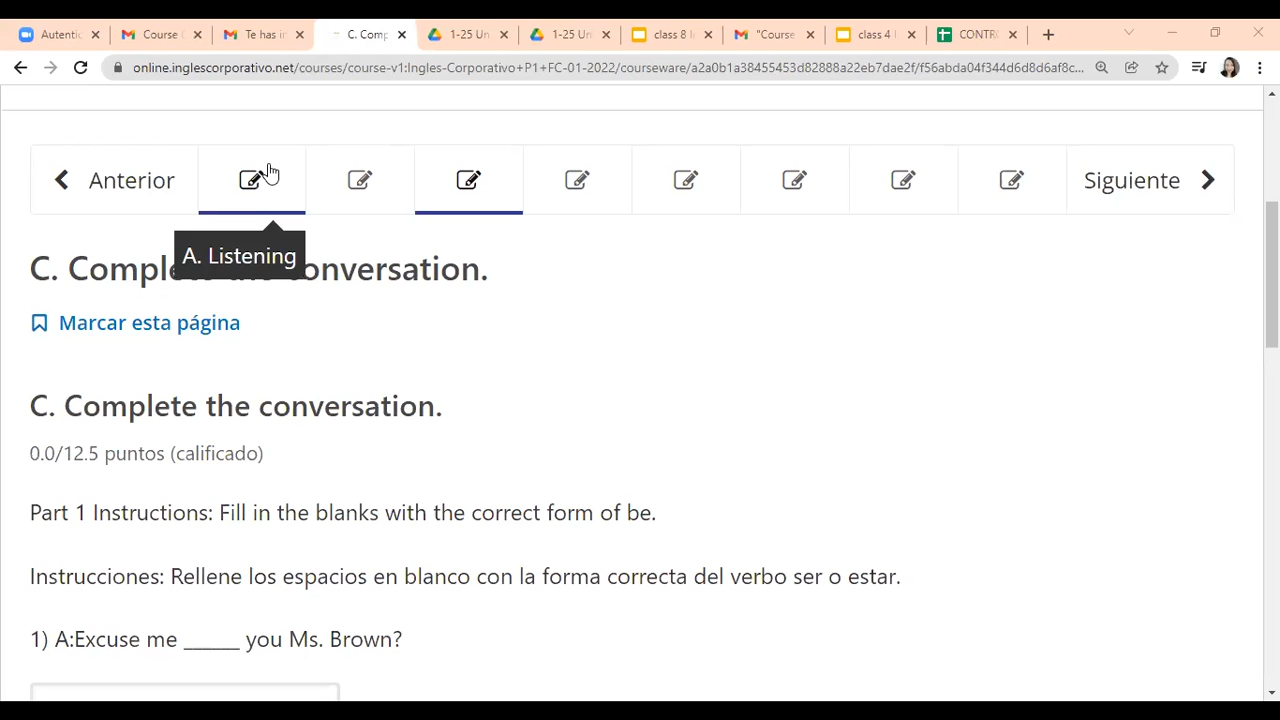 Autentic
Course
Te has in
C. Comp
1-25 Un
1-25 Un
class 8 l
"Course
class 4 l
CONTR
online.inglescorporativo.net/courses/course-v1:Ingles-Corporativo+P1+FC-01-2022/courseware/a2a0b1a38455453d82888a22eb7dae2f/f56abda04f344d6d8d6af8c...
Anterior
Siguiente
A. Listening
C. Comple conversation.
Marcar esta página
C. Complete the conversation.
0.0/12.5 puntos (calificado)
Part 1 Instructions: Fill in the blanks with the correct form of be.
Instrucciones: Rellene los espacios en blanco con la forma correcta del verbo ser o estar.
1) A:Excuse me ______ you Ms. Brown?